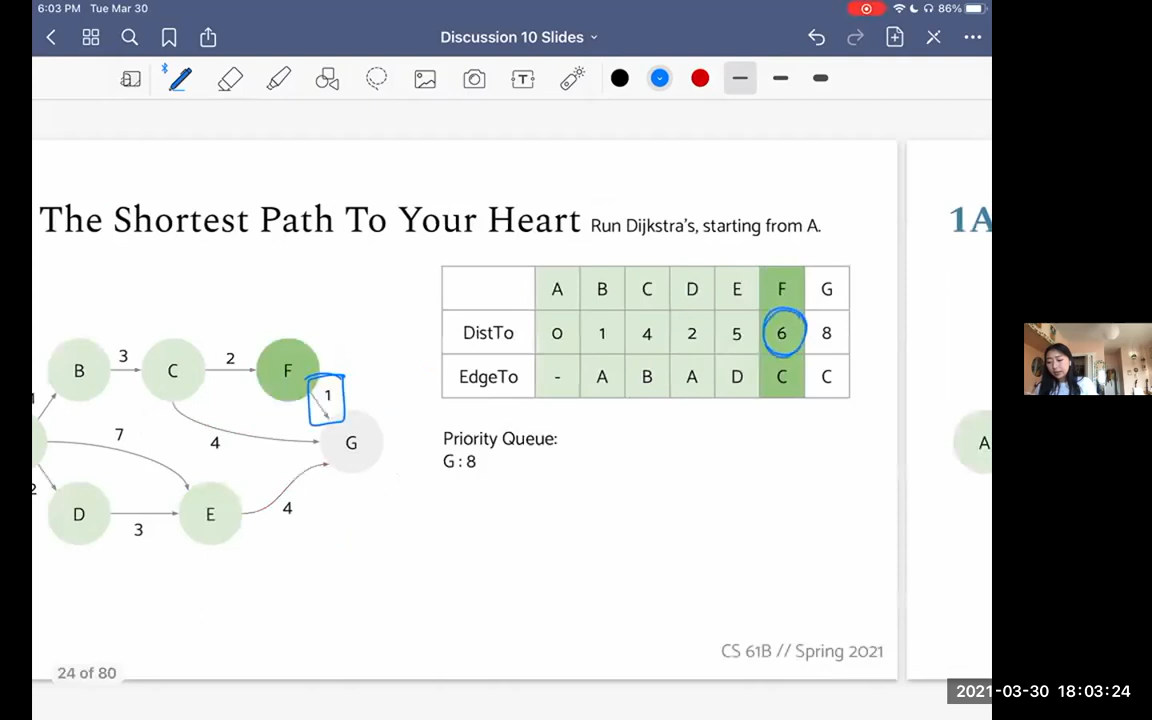 6:03 PM Tue Mar 30
86%
Discussion 10 Slides
T
The Shortest Path To Your Heart Run Dijkstra's, starting from A.
1A
A B C D E F G
DistTo 0 1 4 2 5 6 8
EdgeTo - A B A D C C
B 3 C 2 F
1
7
4
G
A
2
D 3 E 4
Priority Queue:
G : 8
CS 61B // Spring 2021
24 of 80
2021-03-30 18:03:24